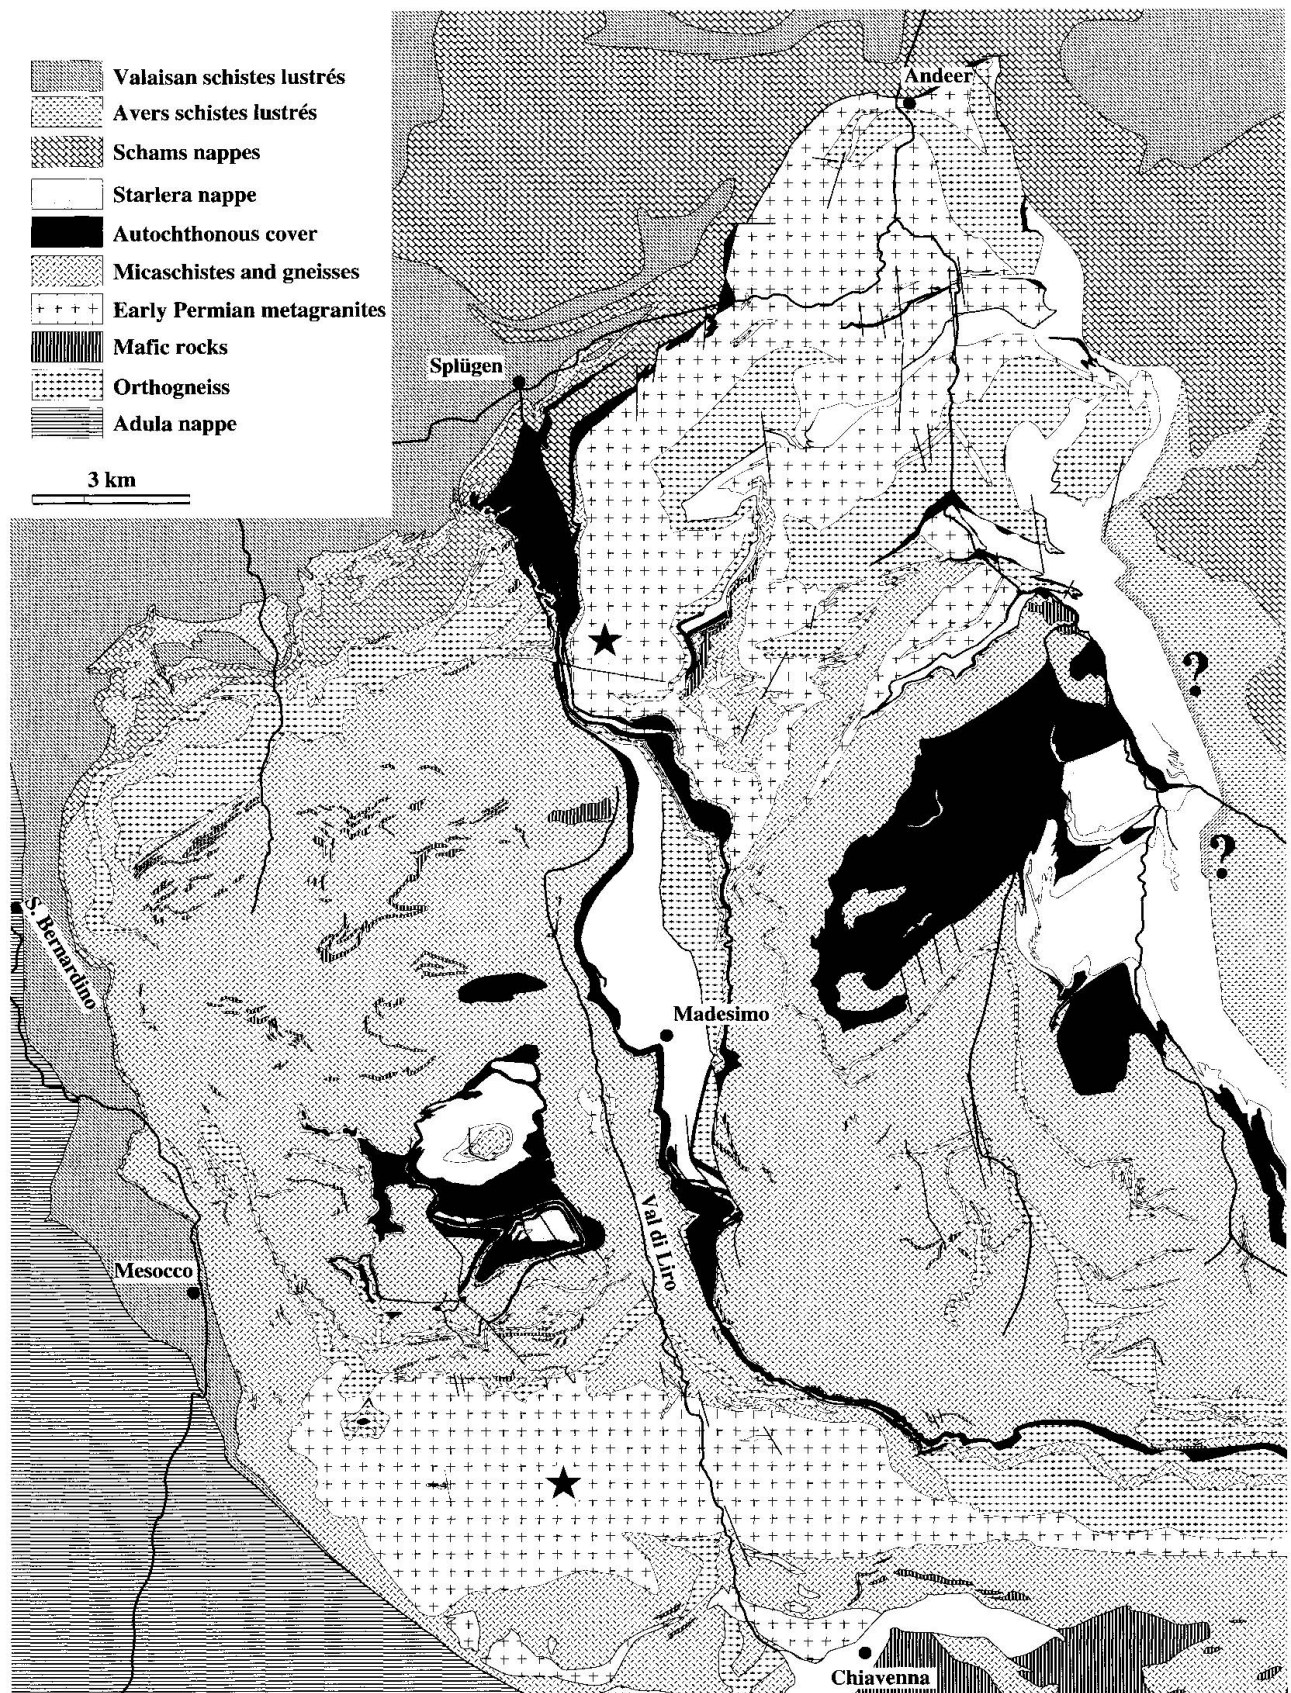 Valaisan schistes lustrés
Avers schistes lustrés
Schams nappes
Starlera nappe
Autochthonous cover
Micaschistes and gneisses
Early Permian metagranites
Mafic rocks
Orthogneiss
Adula nappe
3 km
Andeer
Splügen
?
?
S. Bernardino
Madesimo
Val di Liro
Mesocco
Chiavenna